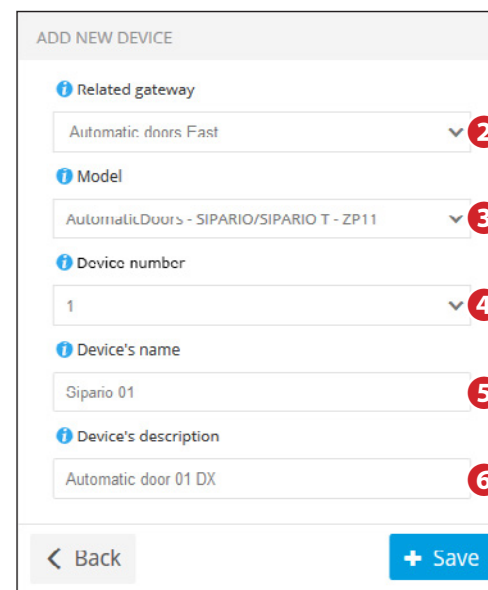 ADD NEW DEVICE
i Related gateway
Automatic doors East
2
i Model
AutomaticDoors - SIPARIO/SIPARIO T - ZP11
3
i Device number
1
4
i Device's name
Sipario 01
5
i Device's description
Automatic door 01 DX
6
Back
+ Save